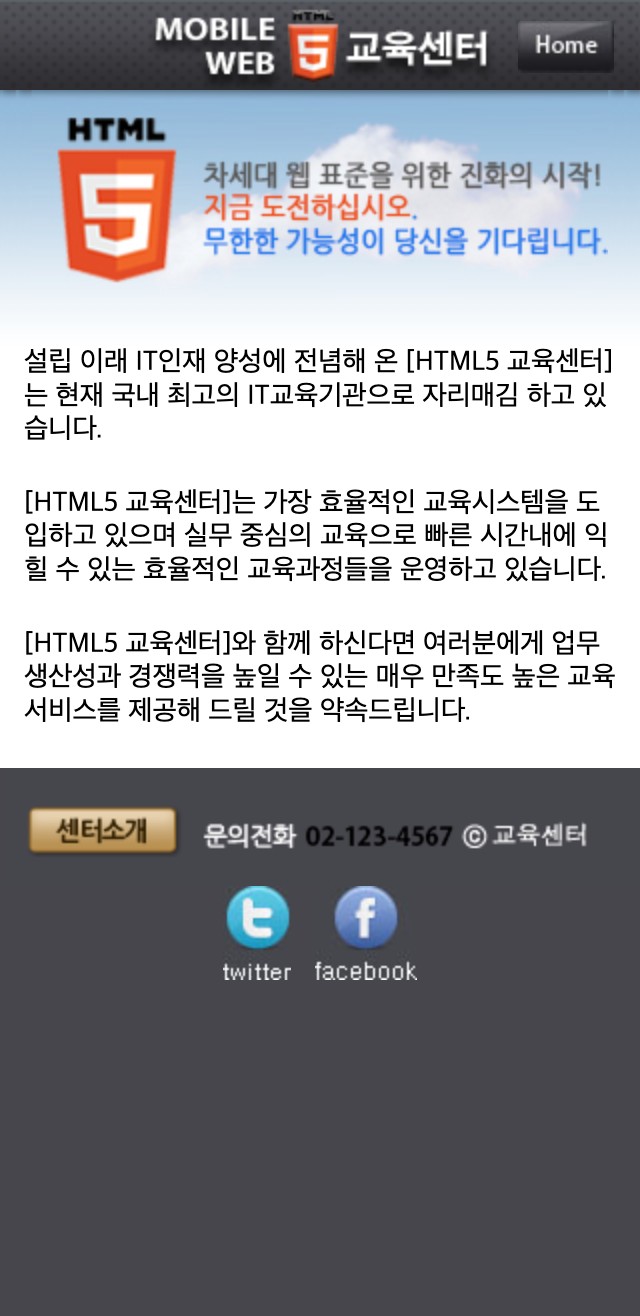 MOBILE WEB HTML 5 교육센터
Home
HTML
5
차세대 웹 표준을 위한 진화의 시작!
지금 도전하십시오.
무한한 가능성이 당신을 기다립니다.
설립 이래 IT인재 양성에 전념해 온 [HTML5 교육센터]
는 현재 국내 최고의 IT교육기관으로 자리매김 하고 있
습니다.
[HTML5 교육센터]는 가장 효율적인 교육시스템을 도
입하고 있으며 실무 중심의 교육으로 빠른 시간내에 익
힐 수 있는 효율적인 교육과정들을 운영하고 있습니다.
[HTML5 교육센터]와 함께 하신다면 여러분에게 업무
생산성과 경쟁력을 높일 수 있는 매우 만족도 높은 교육
서비스를 제공해 드릴 것을 약속드립니다.
센터소개 문의전화 02-123-4567 ⓒ 교육센터
twitter facebook